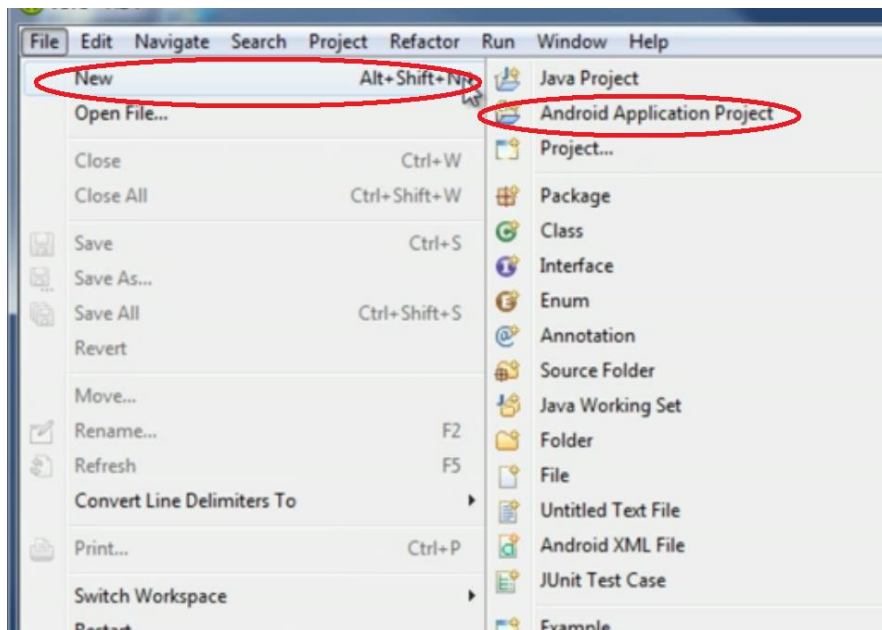 File Edit Navigate Search Project Refactor Run Window Help
New Alt+Shift+N
Open File...
Close Ctrl+W
Close All Ctrl+Shift+W
Save Ctrl+S
Save As...
Save All Ctrl+Shift+S
Revert
Move...
Rename... F2
Refresh F5
Convert Line Delimiters To
Print... Ctrl+P
Switch Workspace
Restart
Java Project
Android Application Project
Project...
Package
Class
Interface
Enum
Annotation
Source Folder
Java Working Set
Folder
File
Untitled Text File
Android XML File
JUnit Test Case
Example